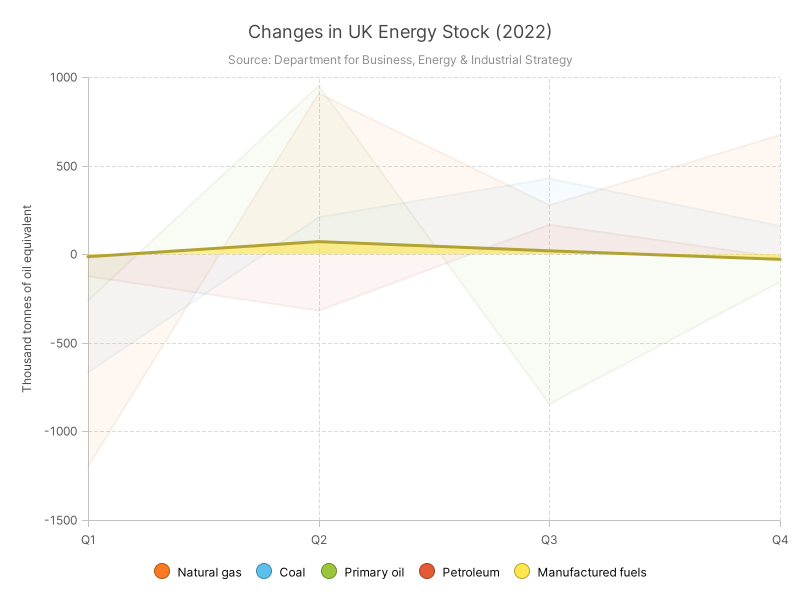 Changes in UK Energy Stock (2022)
Source: Department for Business, Energy & Industrial Strategy
Thousand tonnes of oil equivalent
1000
500
0
-500
-1000
-1500
Q1 Q2 Q3 Q4
Natural gas Coal Primary oil Petroleum Manufactured fuels